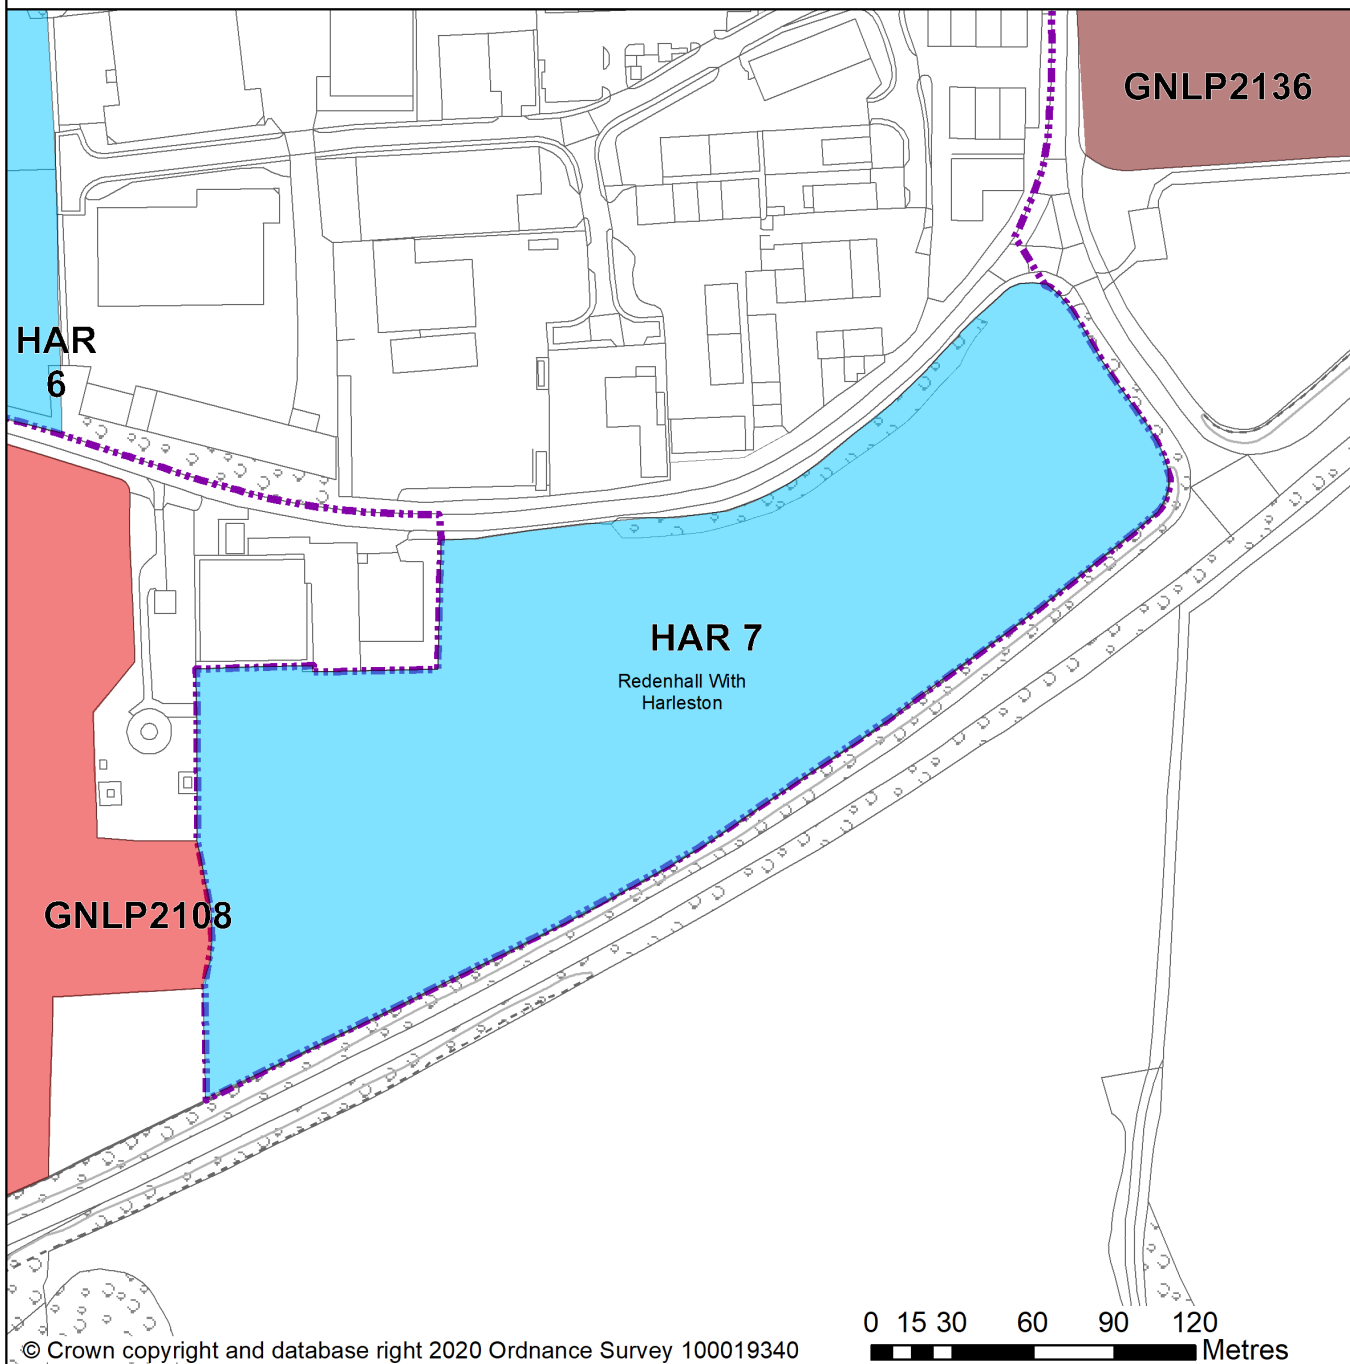 GNLP2136
HAR
6
HAR 7
Redenhall With
Harleston
GNLP2108
0 15 30 60 90 120
Metres
© Crown copyright and database right 2020 Ordnance Survey 100019340